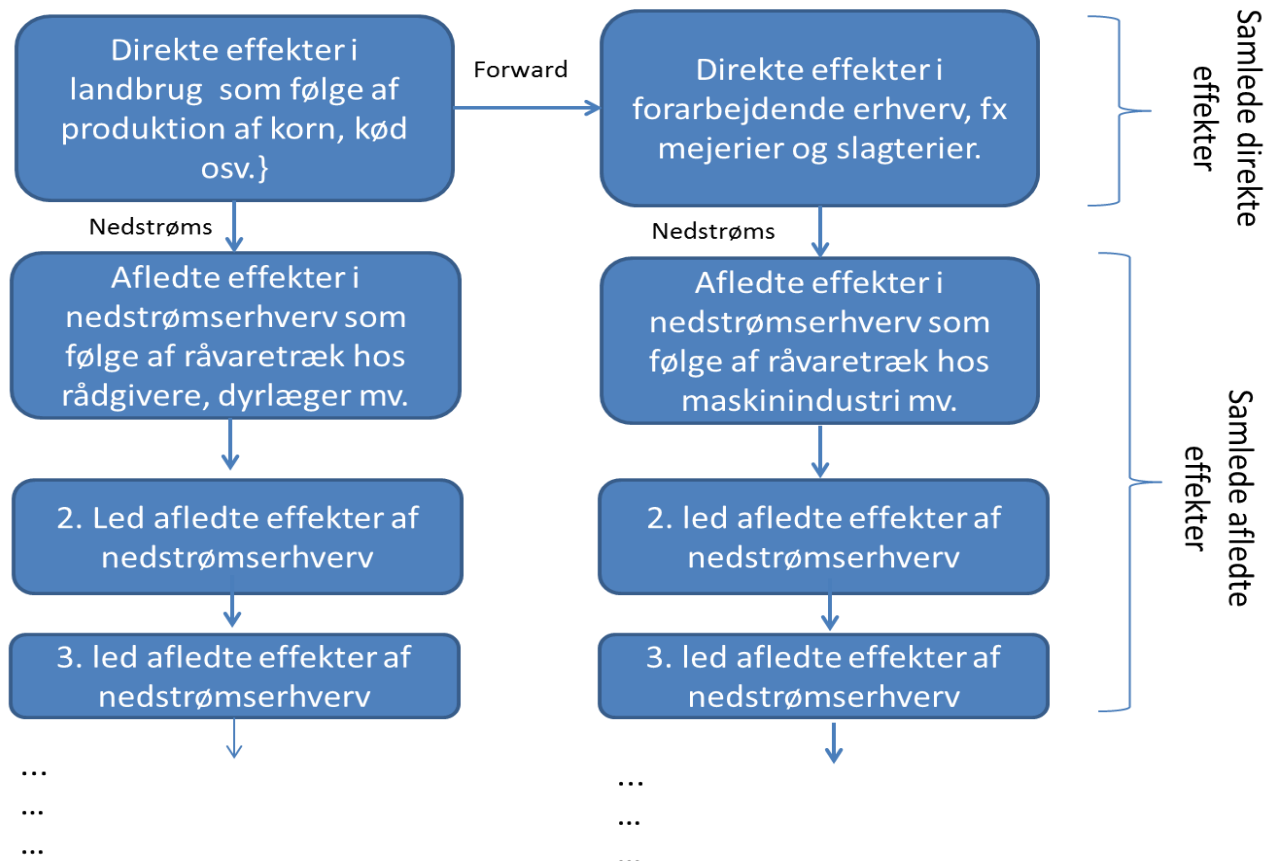 Direkte effekter i
landbrug som følge af
produktion af korn, kød
osv.}
Forward
Direkte effekter i
forarbejdende erhverv, fx
mejerier og slagterier.
Samlede direkte
effekter
Nedstrøms
Nedstrøms
Afledte effekter i
nedstrømserhverv som
følge af råvaretræk hos
rådgivere, dyrlæger mv.
Afledte effekter i
nedstrømserhverv som
følge af råvaretræk hos
maskinindustri mv.
Samlede afledte
effekter
2. Led afledte effekter af
nedstrømserhverv
2. led afledte effekter af
nedstrømserhverv
3. led afledte effekter af
nedstrømserhverv
3. led afledte effekter af
nedstrømserhverv
...
...
...
...
...
...